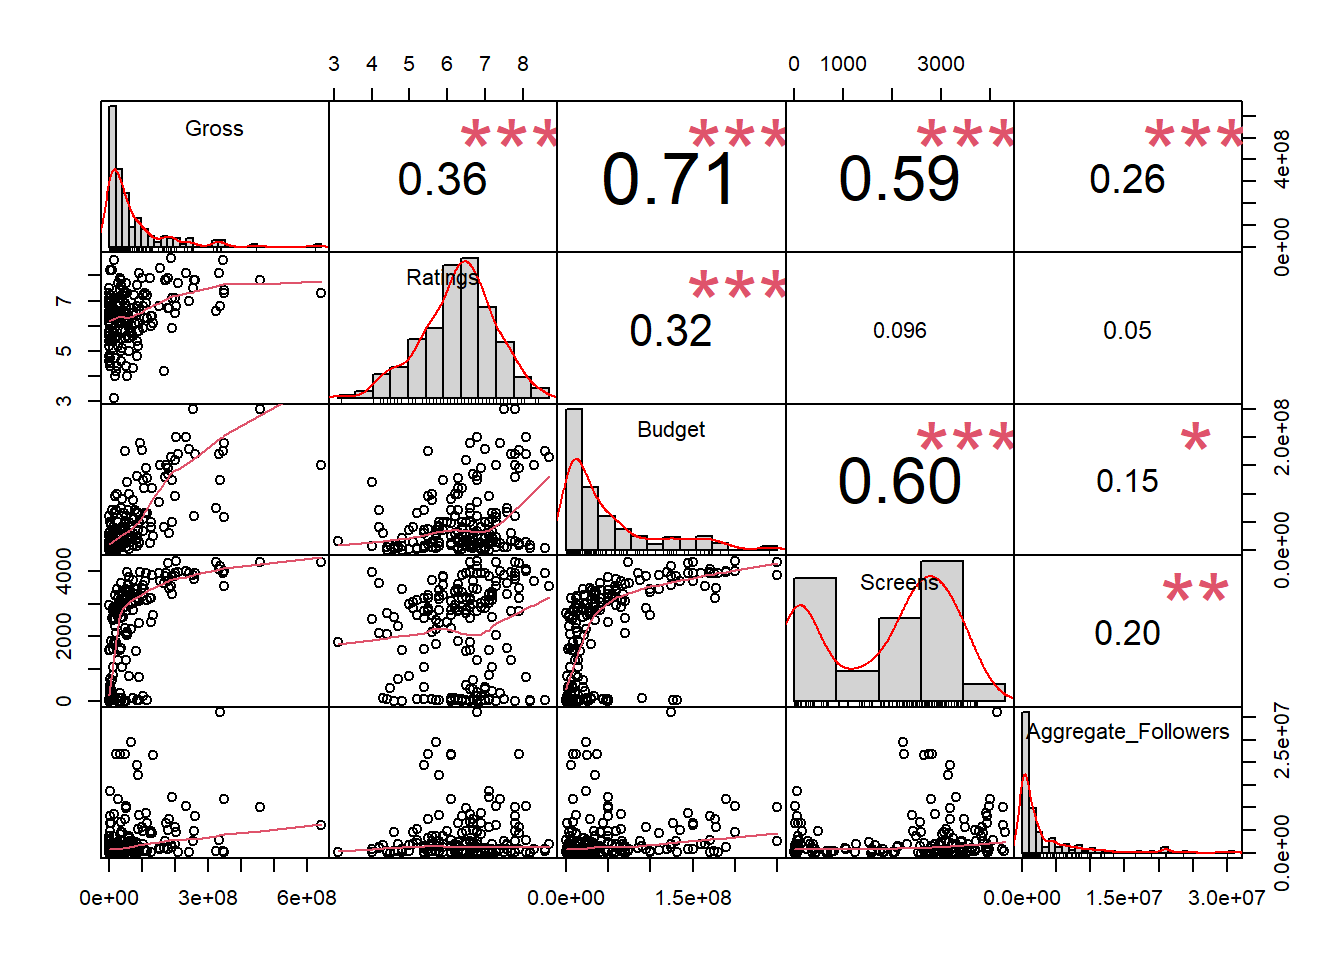 3 4 5 6 7 8 0 1000 3000
Gross *** 0.36 *** 0.71 *** 0.59 *** 0.26 0e+00 4e+08
3 5 7 Ratings *** 0.32 0.096 0.05
Budget *** 0.60 * 0.15 0.0e+00 2.0e+08
0 2000 4000 Screens ** 0.20
Aggregate_Followers 0.0e+00 2.5e+07
0e+00 3e+08 6e+08 0.0e+00 1.5e+08 0.0e+00 1.5e+07 3.0e+07